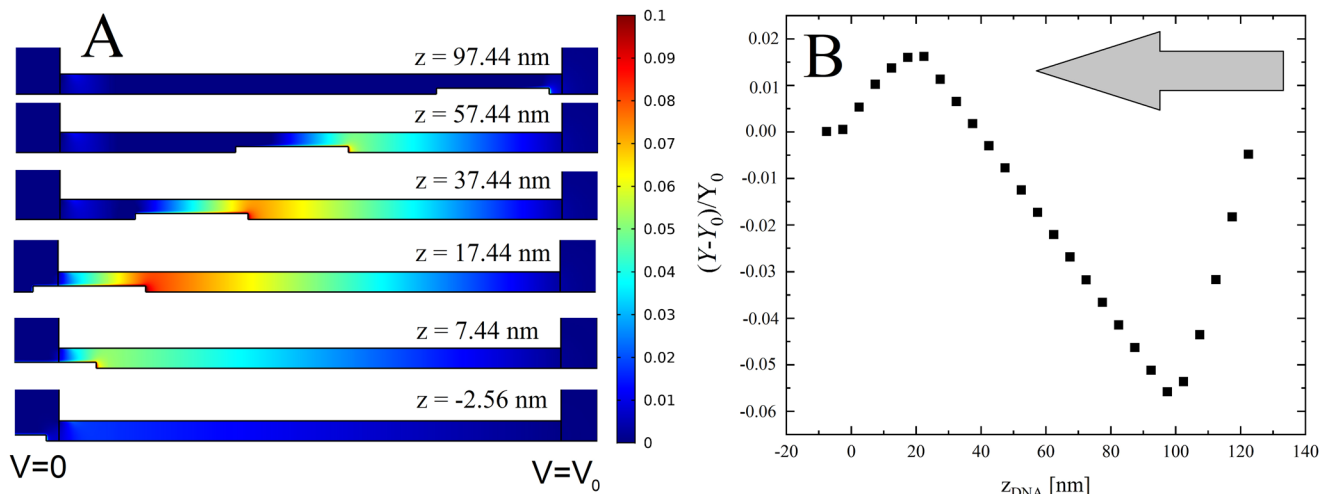 A
z = 97.44 nm
z = 57.44 nm
z = 37.44 nm
z = 17.44 nm
z = 7.44 nm
z = -2.56 nm
V=0
V=V₀
0.1
0.09
0.08
0.07
0.06
0.05
0.04
0.03
0.02
0.01
0
B
(Y-Y₀)/Y₀
0.02
0.01
0.00
-0.01
-0.02
-0.03
-0.04
-0.05
-0.06
-20 0 20 40 60 80 100 120 140
z_DNA [nm]